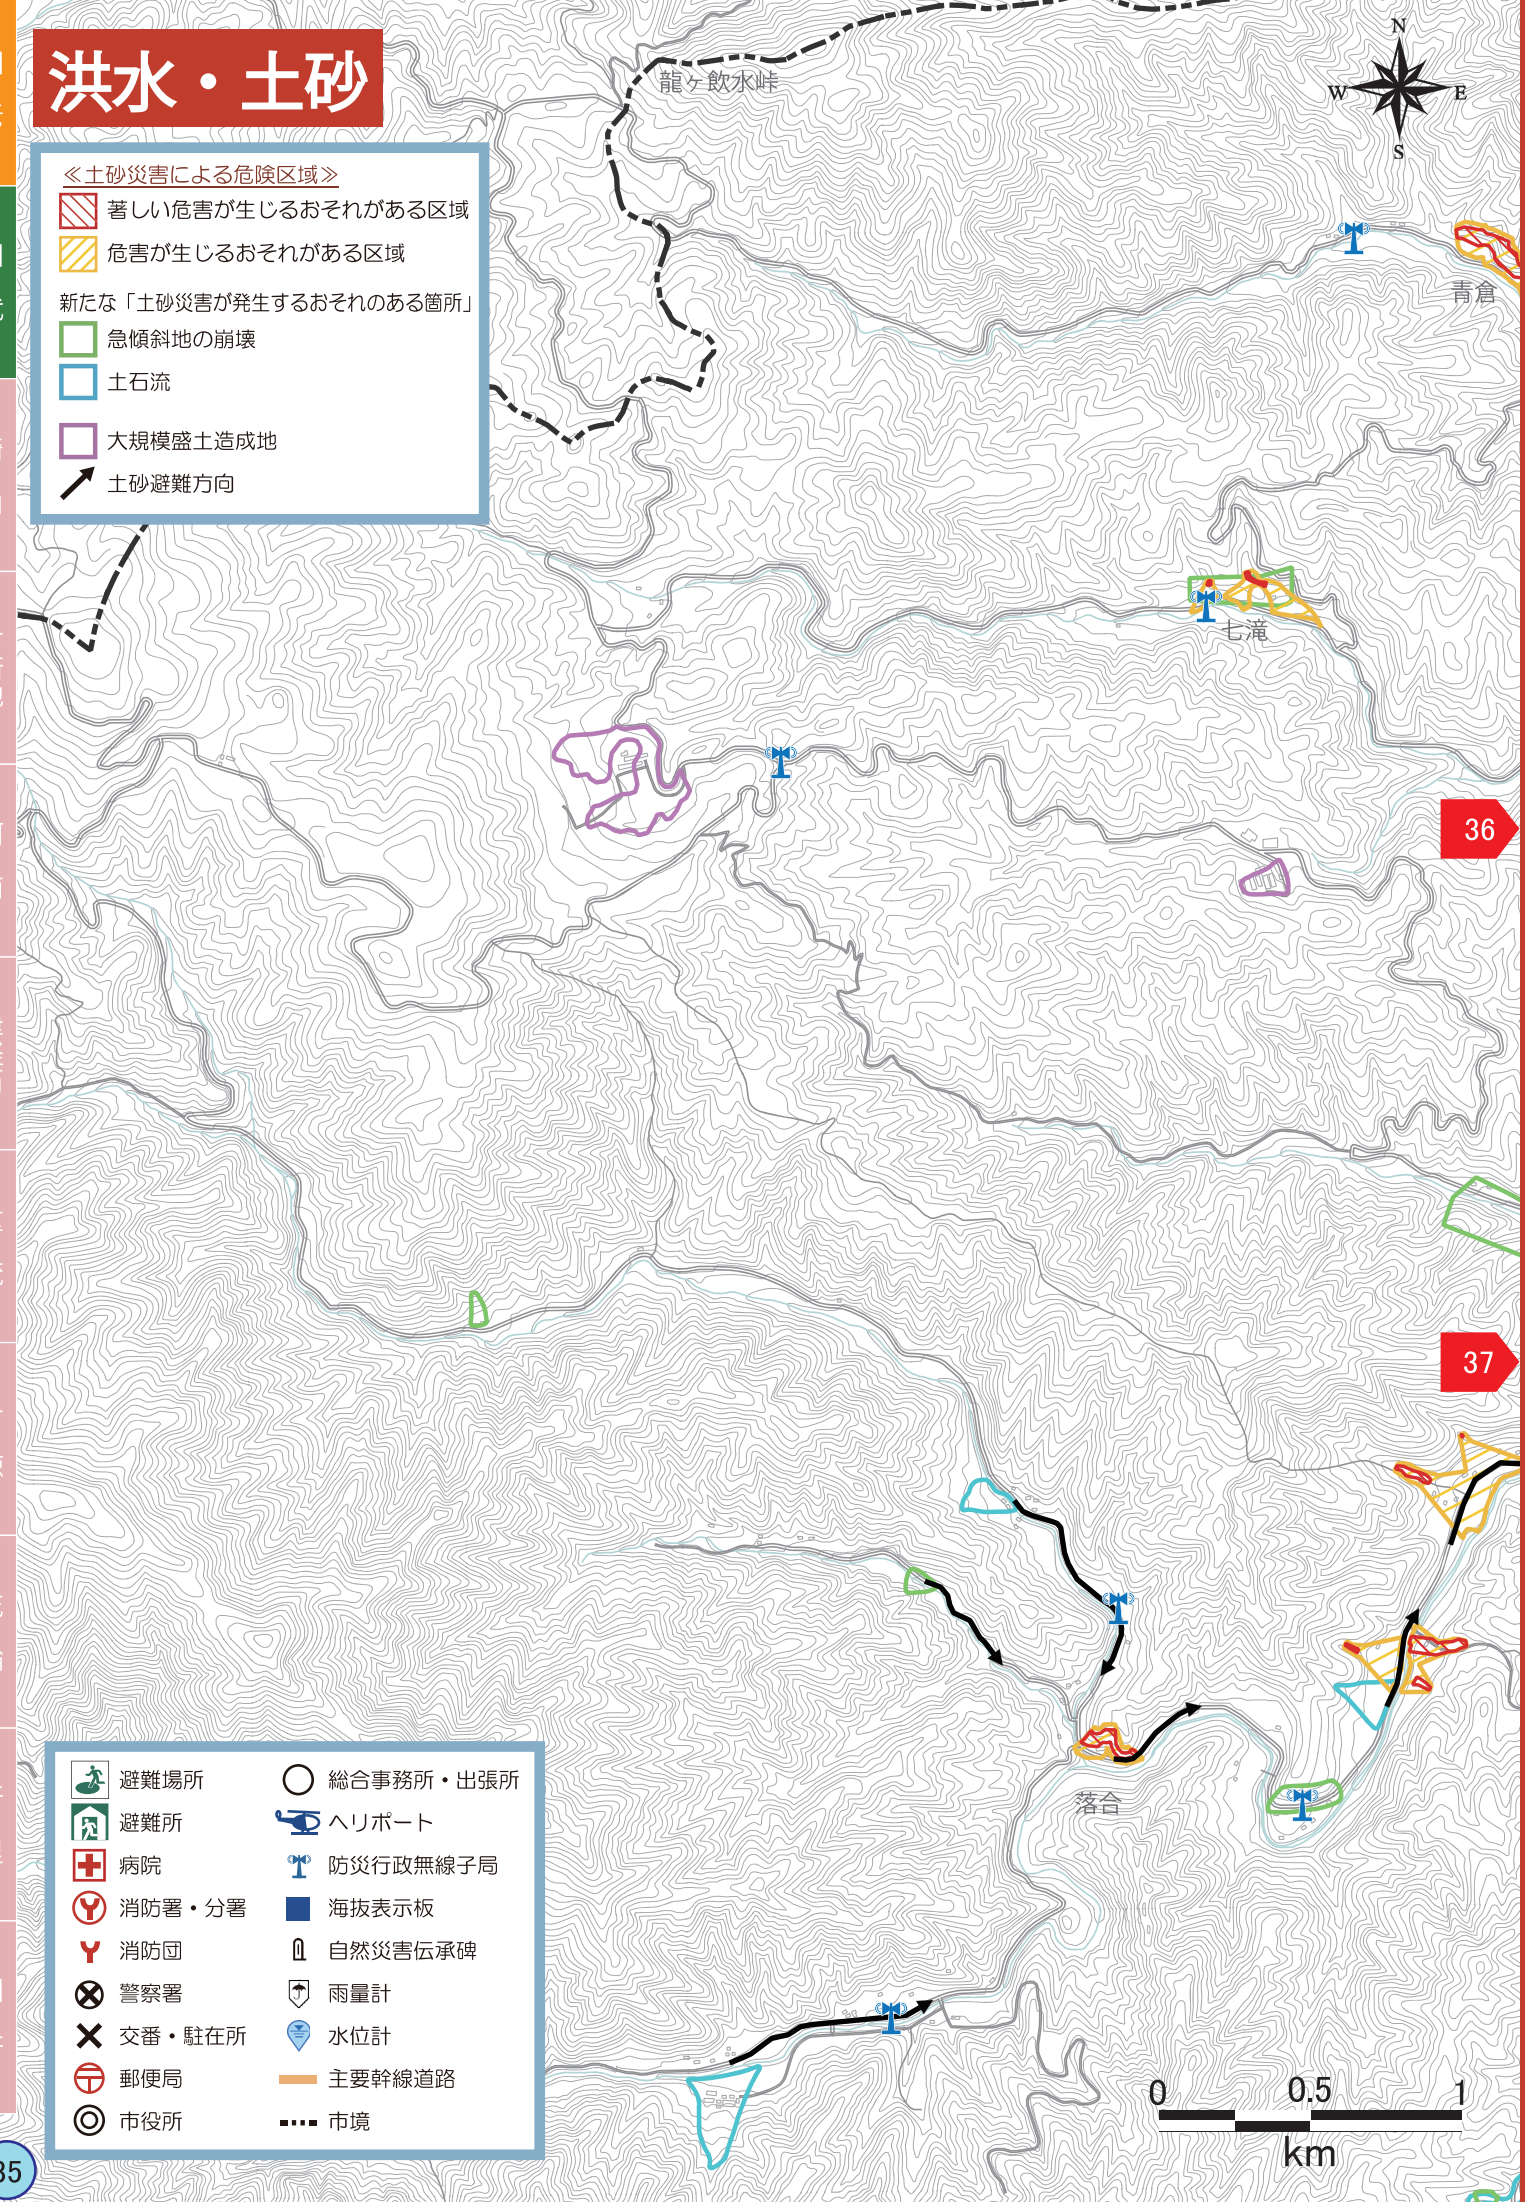 洪水・土砂
龍ヶ飲水峠
N
W
E
S
≪土砂災害による危険区域≫
著しい危害が生じるおそれがある区域
危害が生じるおそれがある区域
新たな「土砂災害が発生するおそれのある箇所」
急傾斜地の崩壊
土石流
大規模盛土造成地
土砂避難方向
青倉
七滝
36
37
落合
避難場所
避難所
病院
消防署・分署
消防団
警察署
交番・駐在所
郵便局
市役所
総合事務所・出張所
ヘリポート
防災行政無線子局
海抜表示板
自然災害伝承碑
雨量計
水位計
主要幹線道路
市境
0 0.5 1
km
35